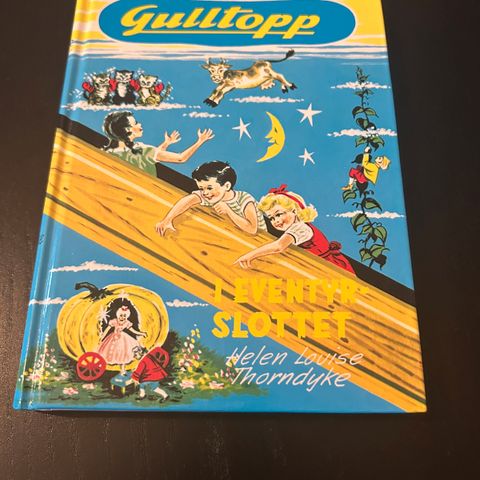 Gulltopp
I EVENTYR-
SLOTTET
Helen Louise
Thorndyke